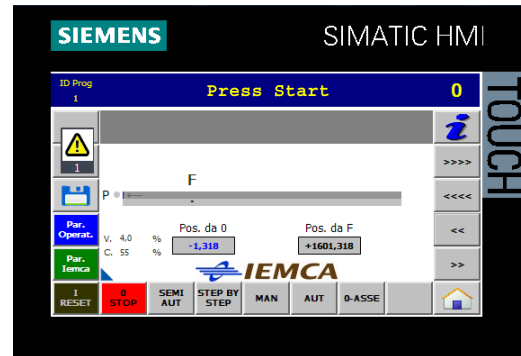 SIEMENS
SIMATIC HMI
TOUCH
ID Prog
1
Press Start
0
i
1
>>>>
F
P
<<<<
Par.
Operat.
V. 4,0 %
C. 55 %
Pos. da 0
-1,318
Pos. da F
+1601,318
<<
Par.
Iemca
IEMCA
>>
I
RESET
0
STOP
SEMI
AUT
STEP BY
STEP
MAN
AUT
0-ASSE